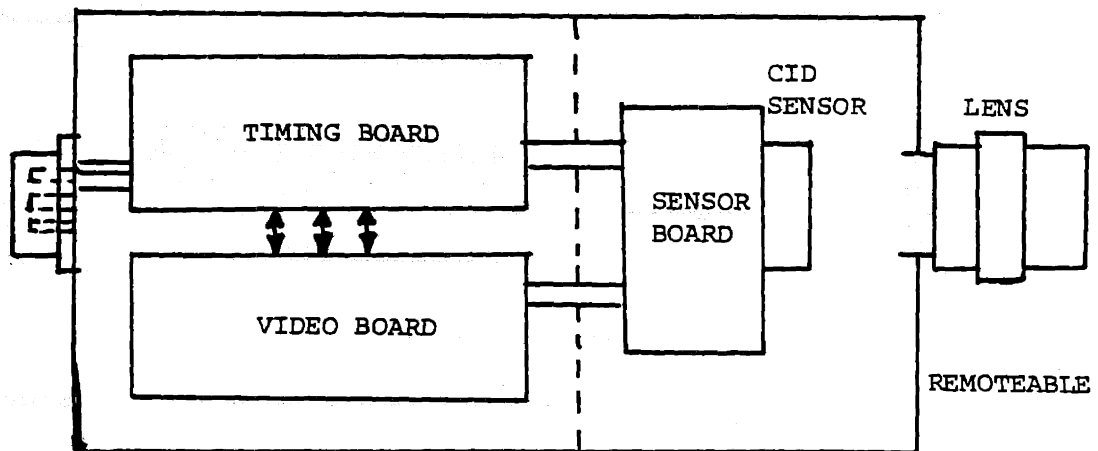 TIMING BOARD
VIDEO BOARD
CID
SENSOR
SENSOR
BOARD
LENS
REMOTEABLE